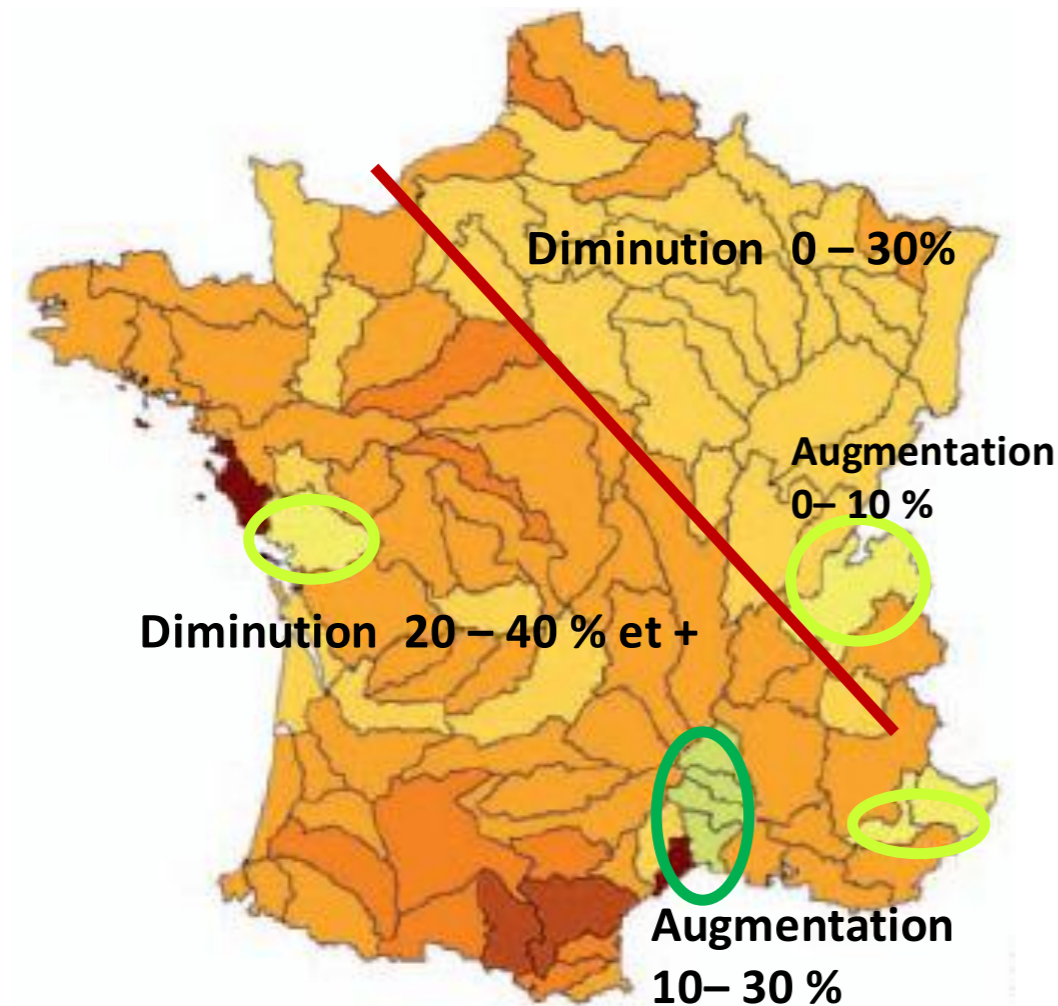 Diminution 0 – 30%
Augmentation
0– 10 %
Diminution 20 – 40 % et +
Augmentation
10– 30 %